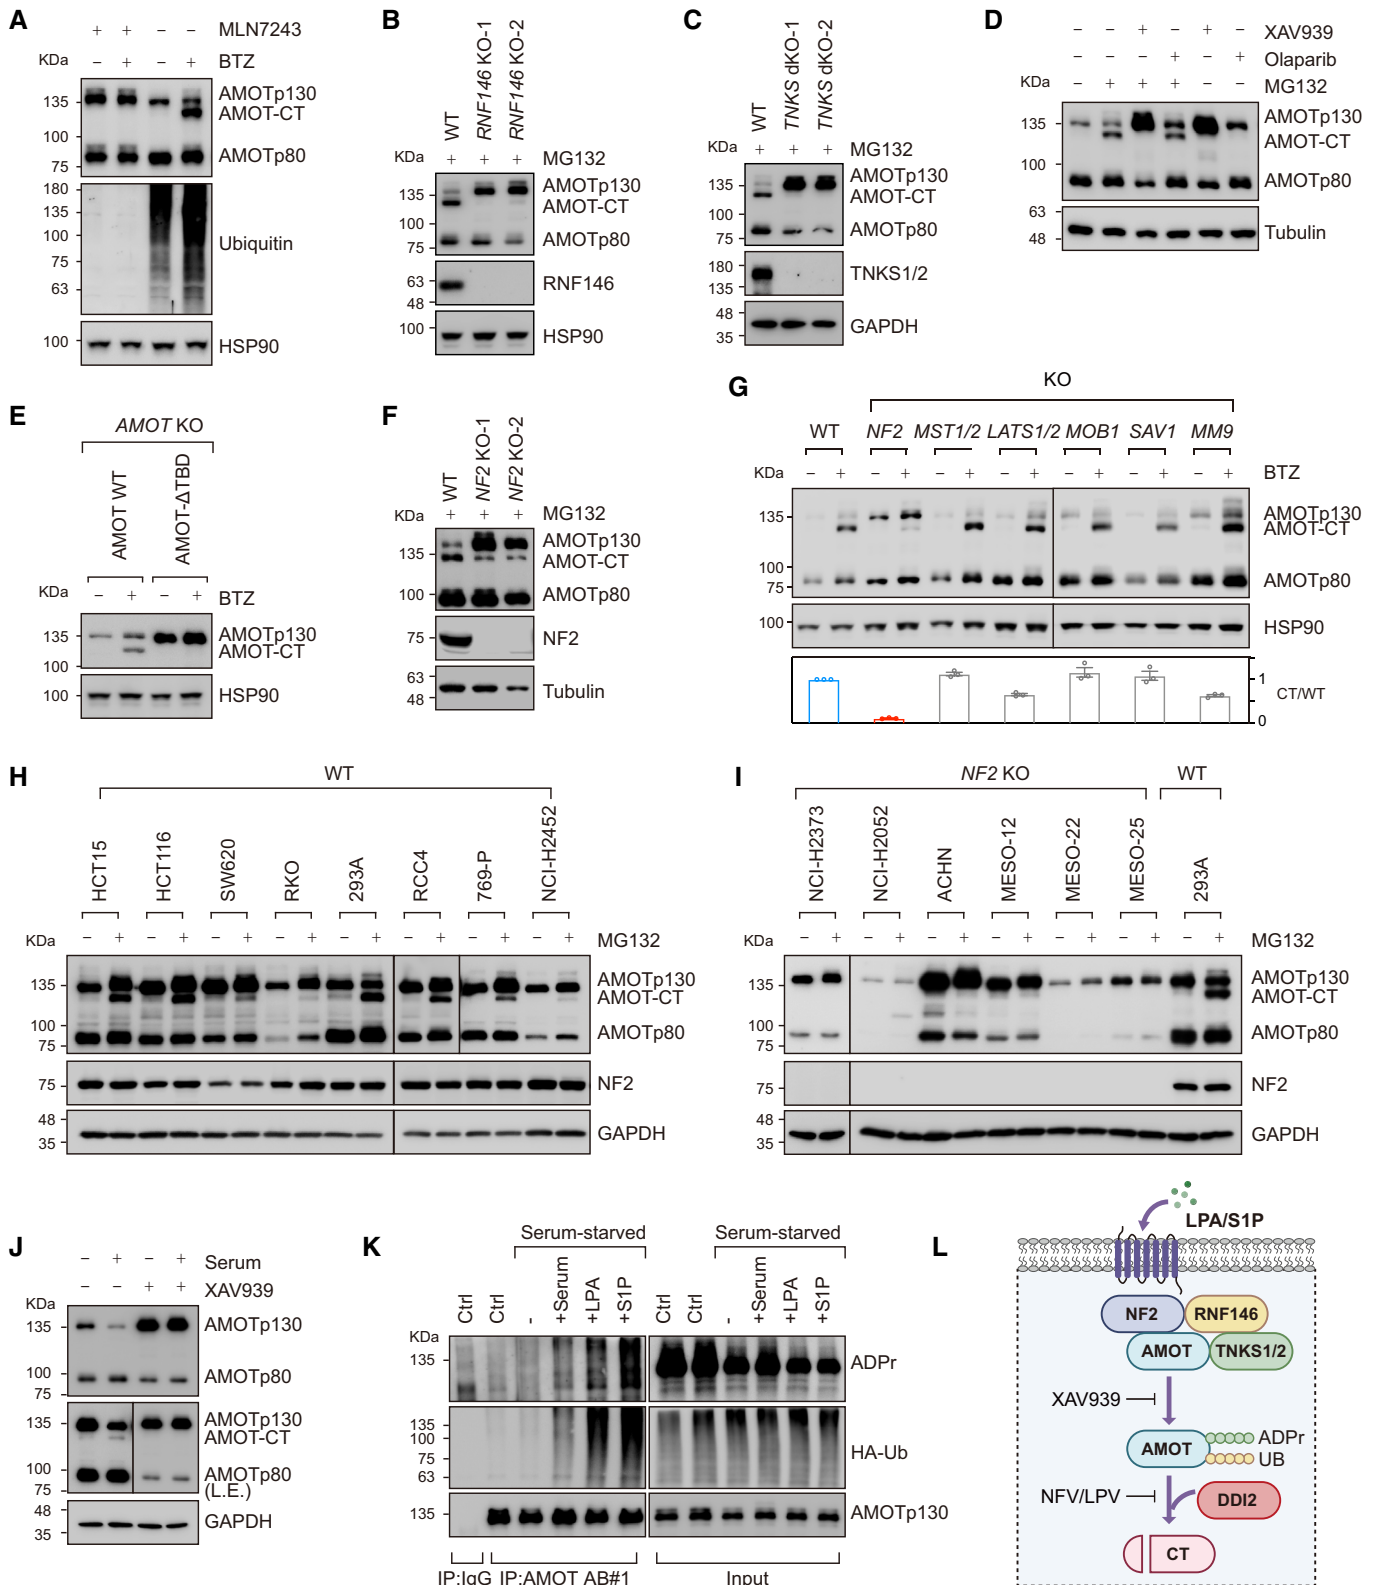 A
+ + – – MLN7243
– + – + BTZ
KDa
135
100
75
AMOTp130
AMOT-CT
AMOTp80
180
135
100
75
63
Ubiquitin
100
HSP90
B
WT
RNF146 KO-1
RNF146 KO-2
KDa
+ + + MG132
135
100
75
AMOTp130
AMOT-CT
AMOTp80
63
48
RNF146
100
HSP90
C
WT
TNKS dKO-1
TNKS dKO-2
KDa
+ + + MG132
135
100
75
AMOTp130
AMOT-CT
AMOTp80
180
135
TNKS1/2
48
35
GAPDH
D
– – + – + – XAV939
– – – + – + Olaparib
– + + + – – MG132
KDa
135
100
AMOTp130
AMOT-CT
AMOTp80
63
48
Tubulin
E
AMOT KO
AMOT WT
AMOT-ΔTBD
KDa
– + – + BTZ
135
100
AMOTp130
AMOT-CT
100
HSP90
F
WT
NF2 KO-1
NF2 KO-2
KDa
+ + + MG132
135
100
AMOTp130
AMOT-CT
AMOTp80
75
NF2
63
48
Tubulin
G
KO
WT NF2 MST1/2 LATS1/2 MOB1 SAV1 MM9
KDa
– + – + – + – + – + – + – + BTZ
135
100
75
AMOTp130
AMOT-CT
AMOTp80
100
HSP90
1
0
CT/WT
H
WT
HCT15
HCT116
SW620
RKO
293A
RCC4
769-P
NCI-H2452
KDa
– + – + – + – + – + – + – + – + MG132
135
100
75
AMOTp130
AMOT-CT
AMOTp80
75
NF2
48
35
GAPDH
I
NF2 KO WT
NCI-H2373
NCI-H2052
ACHN
MESO-12
MESO-22
MESO-25
293A
KDa
– + – + – + – + – + – + – + MG132
135
100
75
AMOTp130
AMOT-CT
AMOTp80
75
NF2
48
35
GAPDH
J
– + – + Serum
– – + + XAV939
KDa
135
100
75
AMOTp130
AMOTp80
135
100
75
AMOTp130
AMOT-CT
AMOTp80
(L.E.)
48
35
GAPDH
K
Serum-starved Serum-starved
Ctrl
Ctrl
-
+Serum
+LPA
+S1P
Ctrl
Ctrl
-
+Serum
+LPA
+S1P
KDa
135
ADPr
135
100
75
63
HA-Ub
135
AMOTp130
IP:IgG IP:AMOT AB#1 Input
L
LPA/S1P
NF2 RNF146
AMOT TNKS1/2
XAV939
AMOT
ADPr
UB
NFV/LPV
DDI2
CT